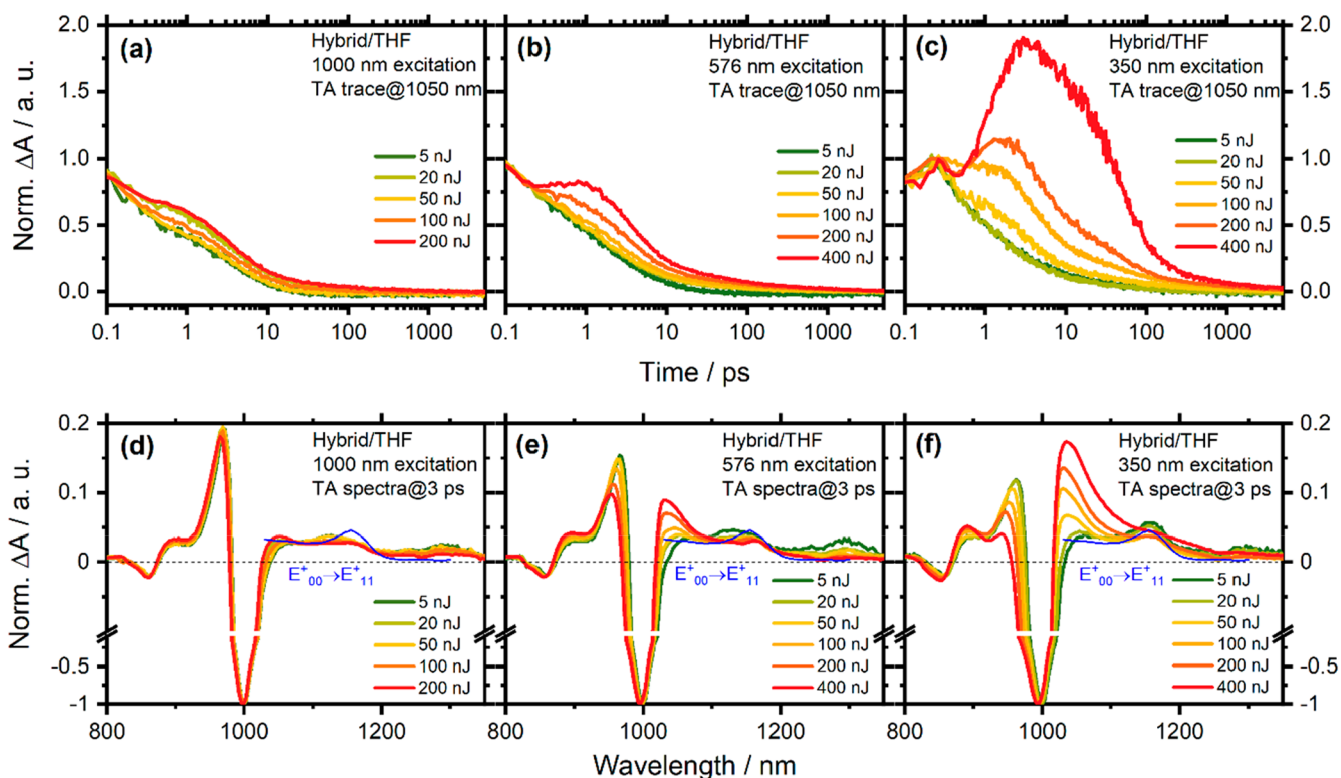 2.0
1.5
1.0
0.5
0.0
Norm. ΔA / a. u.
(a)
Hybrid/THF
1000 nm excitation
TA trace@1050 nm
5 nJ
20 nJ
50 nJ
100 nJ
200 nJ
0.1 1 10 100 1000
(b)
Hybrid/THF
576 nm excitation
TA trace@1050 nm
5 nJ
20 nJ
50 nJ
100 nJ
200 nJ
400 nJ
0.1 1 10 100 1000
(c)
Hybrid/THF
350 nm excitation
TA trace@1050 nm
5 nJ
20 nJ
50 nJ
100 nJ
200 nJ
400 nJ
0.1 1 10 100 1000
2.0
1.5
1.0
0.5
0.0
Time / ps
0.2
0.1
0
-0.5
-1
Norm. ΔA / a. u.
(d)
Hybrid/THF
1000 nm excitation
TA spectra@3 ps
E⁺₀₀→E⁺₁₁
5 nJ
20 nJ
50 nJ
100 nJ
200 nJ
800 1000 1200
(e)
Hybrid/THF
576 nm excitation
TA spectra@3 ps
E⁺₀₀→E⁺₁₁
5 nJ
20 nJ
50 nJ
100 nJ
200 nJ
400 nJ
800 1000 1200
(f)
Hybrid/THF
350 nm excitation
TA spectra@3 ps
E⁺₀₀→E⁺₁₁
5 nJ
20 nJ
50 nJ
100 nJ
200 nJ
400 nJ
800 1000 1200
0.2
0.1
0
-0.5
-1
Wavelength / nm